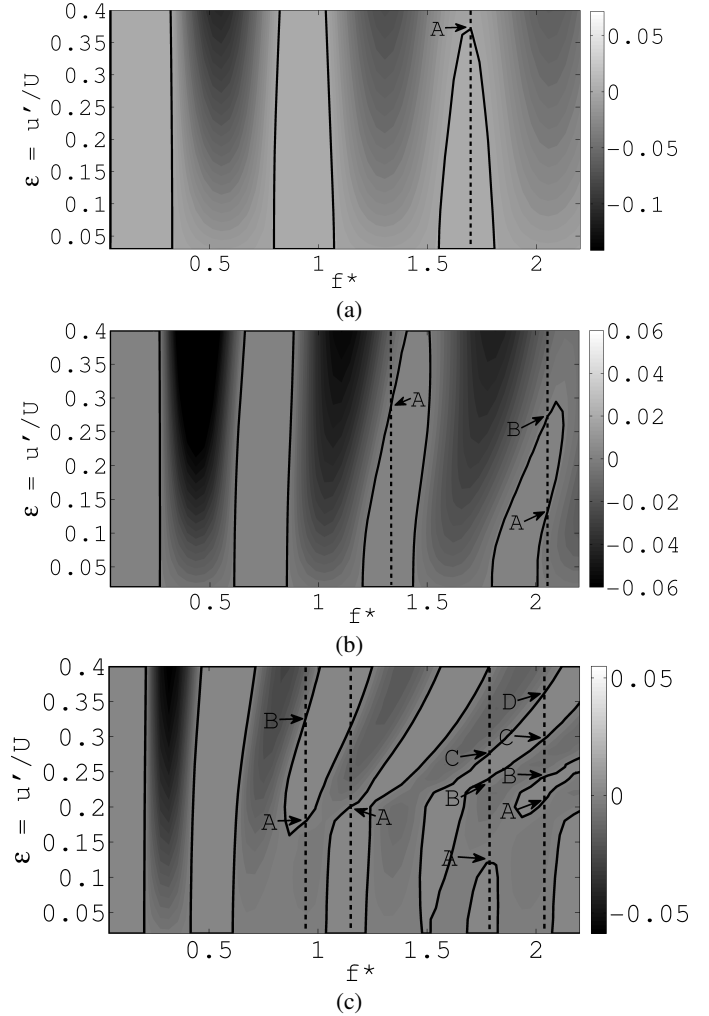 0.4
0.35
0.3
0.25
0.2
0.15
0.1
0.05
ε = u'/U
A
0.5 1 1.5 2
f*
0.05
0
-0.05
-0.1
(a)
0.4
0.35
0.3
0.25
0.2
0.15
0.1
0.05
ε = u'/U
A
B
A
0.5 1 1.5 2
f*
0.06
0.04
0.02
0
-0.02
-0.04
-0.06
(b)
0.4
0.35
0.3
0.25
0.2
0.15
0.1
0.05
ε = u'/U
B
A
A
C
B
A
D
C
B
A
0.5 1 1.5 2
f*
0.05
0
-0.05
(c)